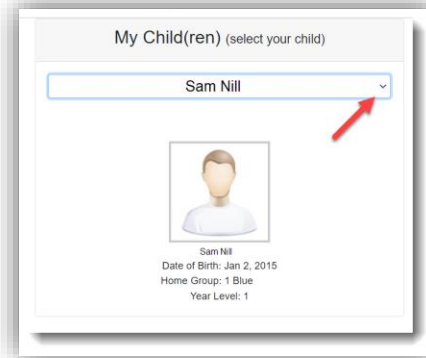 My Child(ren) (select your child)
Sam Nill
Sam Nill
Date of Birth: Jan 2, 2015
Home Group: 1 Blue
Year Level: 1